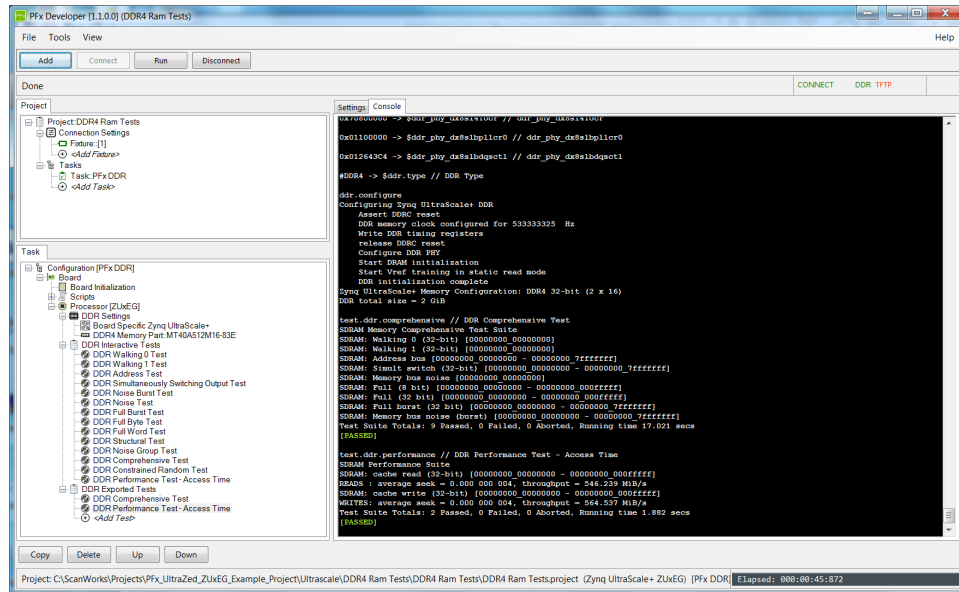 PFx Developer [1.1.0.0] (DDR4 Ram Tests)
File Tools View Help
Add Connect Run Disconnect
Done CONNECT DDR TFTP
Project
Project::DDR4 Ram Tests
Connection Settings
Fixture::[1]
<Add Fixture>
Tasks
Task::PFx DDR
<Add Task>
Task
Configuration [PFx DDR]
Board
Board Initialization
Scripts
Processor [ZUxEG]
DDR Settings
Board Specific Zynq UltraScale+
DDR4 Memory Part:MT40A512M16-83E
DDR Interactive Tests
DDR Walking 0 Test
DDR Walking 1 Test
DDR Address Test
DDR Simultaneously Switching Output Test
DDR Noise Burst Test
DDR Noise Test
DDR Full Burst Test
DDR Full Byte Test
DDR Full Word Test
DDR Structural Test
DDR Noise Group Test
DDR Comprehensive Test
DDR Constrained Random Test
DDR Performance Test - Access Time
DDR Exported Tests
DDR Comprehensive Test
DDR Performance Test - Access Time
<Add Test>
Settings Console
0x01100000 -> $ddr_phy_dx8slbpllcr0 // ddr_phy_dx8slbpllcr0
0x012643C4 -> $ddr_phy_dx8slbdqsctl // ddr_phy_dx8slbdqsctl
#DDR4 -> $ddr.type // DDR Type
ddr.configure
Configuring Zynq UltraScale+ DDR
Assert DDRC reset
DDR memory clock configured for 533333325 Hz
Write DDR timing registers
release DDRC reset
Configure DDR PHY
Start DRAM initialization
Start Vref training in static read mode
DDR initialization complete
Zynq UltraScale+ Memory Configuration: DDR4 32-bit (2 x 16)
DDR total size = 2 GiB
test.ddr.comprehensive // DDR Comprehensive Test
SDRAM Memory Comprehensive Test Suite
SDRAM: Walking 0 (32-bit) [00000000_00000000]
SDRAM: Walking 1 (32-bit) [00000000_00000000]
SDRAM: Address bus [00000000_00000000 - 00000000_7fffffff]
SDRAM: Simult switch (32-bit) [00000000_00000000 - 00000000_7fffffff]
SDRAM: Memory bus noise [00000000_00000000]
SDRAM: Full (8 bit) [00000000_00000000 - 00000000_000fffff]
SDRAM: Full (32 bit) [00000000_00000000 - 00000000_000fffff]
SDRAM: Full burst (32 bit) [00000000_00000000 - 00000000_7fffffff]
SDRAM: Memory bus noise (burst) [00000000_00000000 - 00000000_7fffffff]
Test Suite Totals: 9 Passed, 0 Failed, 0 Aborted, Running time 17.021 secs
[PASSED]
test.ddr.performance // DDR Performance Test - Access Time
SDRAM Performance Suite
SDRAM: cache read (32-bit) [00000000_00000000 - 00000000_000fffff]
READS : average seek = 0.000 000 004, throughput = 546.239 MiB/s
SDRAM: cache write (32-bit) [00000000_00000000 - 00000000_000fffff]
WRITES: average seek = 0.000 000 004, throughput = 564.537 MiB/s
Test Suite Totals: 2 Passed, 0 Failed, 0 Aborted, Running time 1.882 secs
[PASSED]
Copy Delete Up Down
Project: C:\ScanWorks\Projects\PFx_UltraZed_ZUxEG_Example_Project\Ultrascale\DDR4 Ram Tests\DDR4 Ram Tests\DDR4 Ram Tests.project (Zynq UltraScale+ ZUxEG) [PFx DDR] Elapsed: 000:00:45:872